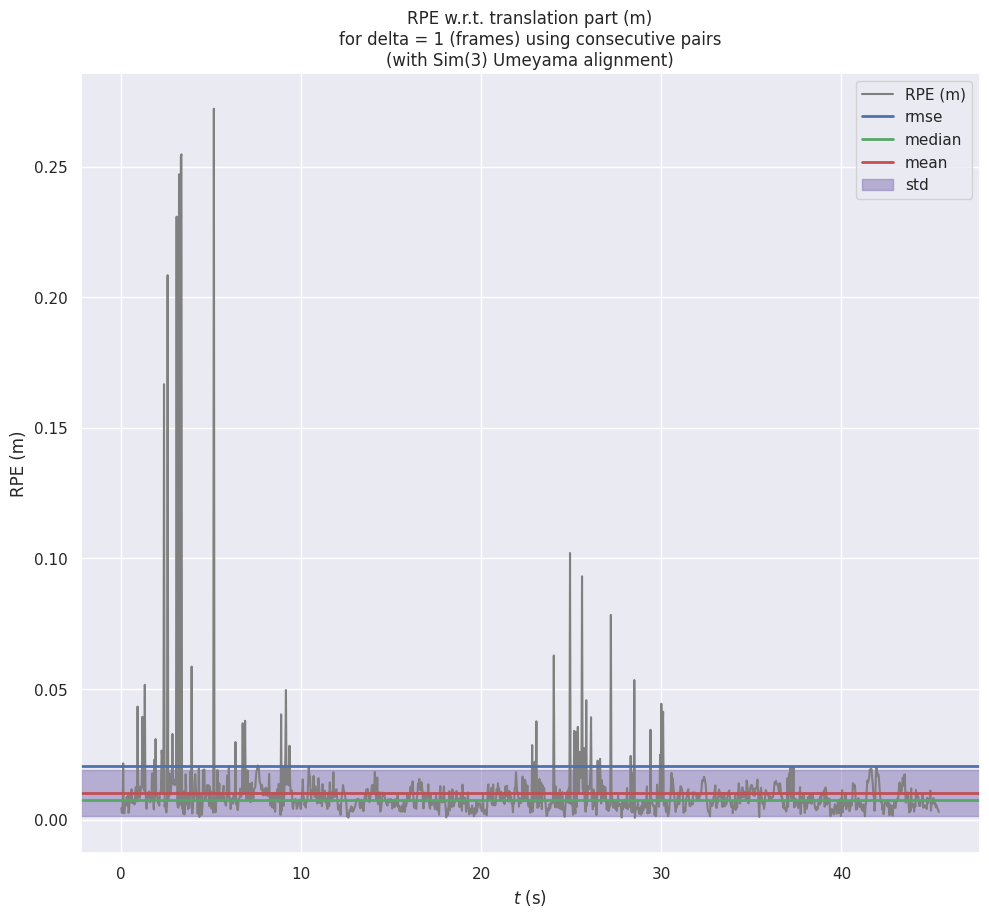 RPE w.r.t. translation part (m)
for delta = 1 (frames) using consecutive pairs
(with Sim(3) Umeyama alignment)
RPE (m)
rmse
median
mean
std
RPE (m)
0.25
0.20
0.15
0.10
0.05
0.00
0
10
20
30
40
t (s)